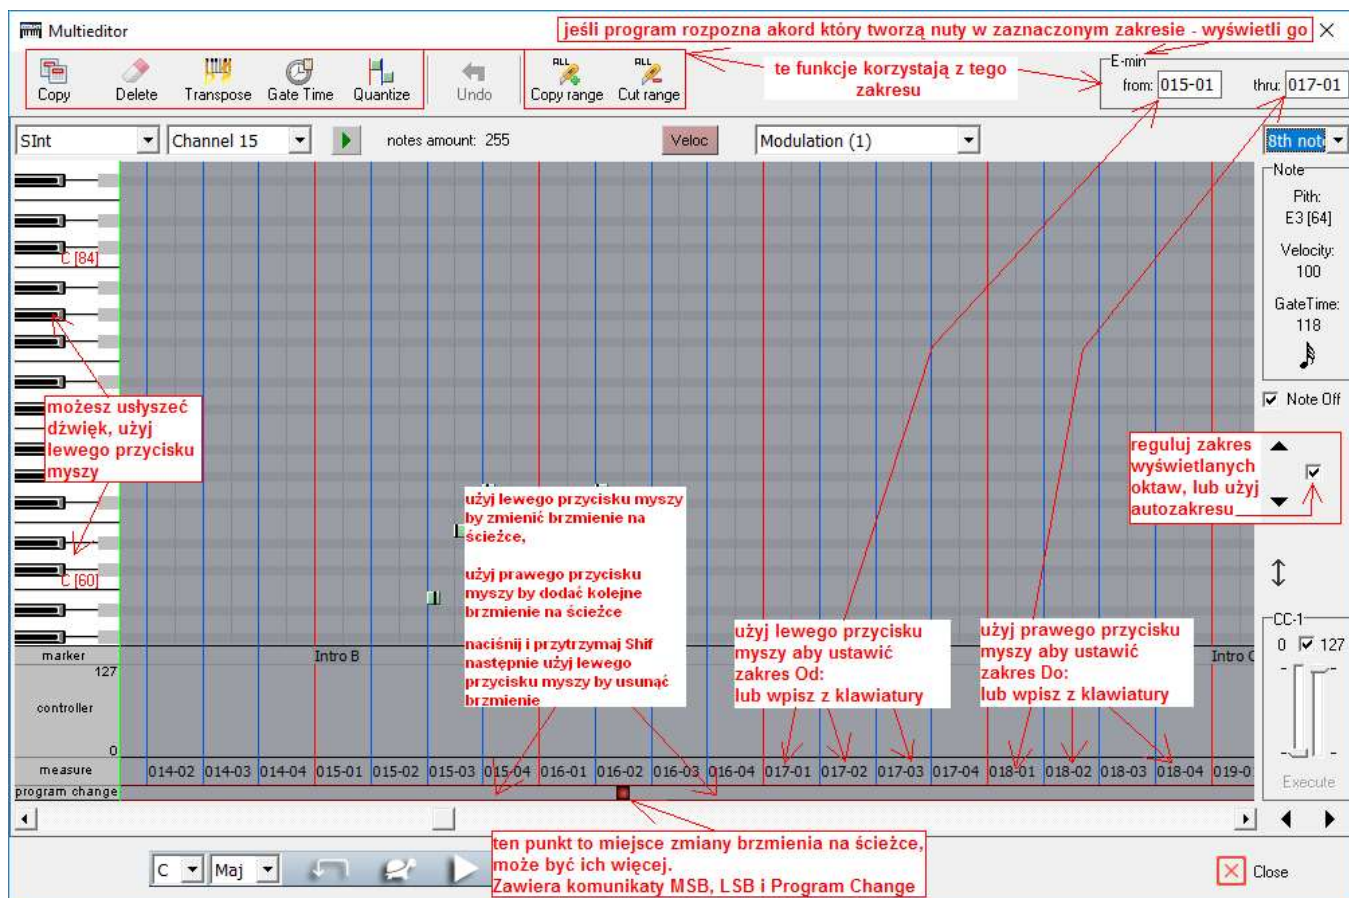 Multieditor
jeśli program rozpozna akord który tworzą nuty w zaznaczonym zakresie - wyświetli go
Copy
Delete
Transpose
Gate Time
Quantize
Undo
ALL
Copy range
ALL
Cut range
te funkcje korzystają z tego
zakresu
E-min
from: 015-01
thru: 017-01
SInt
Channel 15
notes amount: 255
Veloc
Modulation (1)
8th not
Note
Pith:
E3 [64]
Velocity:
100
GateTime:
118
Note Off
C [84]
możesz usłyszeć
dźwięk, użyj
lewego przycisku
myszy
C [60]
reguluj zakres
wyświetlanych
oktaw, lub użyj
autozakresu
użyj lewego przycisku myszy
by zmienić brzmienie na
ścieżce,
użyj prawego przycisku
myszy by dodać kolejne
brzmienie na ścieżce
naciśnij i przytrzymaj Shif
następnie użyj lewego
przycisku myszy by usunąć
brzmienie
użyj lewego przycisku
myszy aby ustawić
zakres Od:
lub wpisz z klawiatury
użyj prawego przycisku
myszy aby ustawić
zakres Do:
lub wpisz z klawiatury
CC-1
0 127
Execute
marker
Intro B
Intro C
127
controller
0
measure
014-02 014-03 014-04 015-01 015-02 015-03 015-04 016-01 016-02 016-03 016-04 017-01 017-02 017-03 017-04 018-01 018-02 018-03 018-04 019-0
program change
ten punkt to miejsce zmiany brzmienia na ścieżce,
może być ich więcej.
Zawiera komunikaty MSB, LSB i Program Change
C
Maj
Close